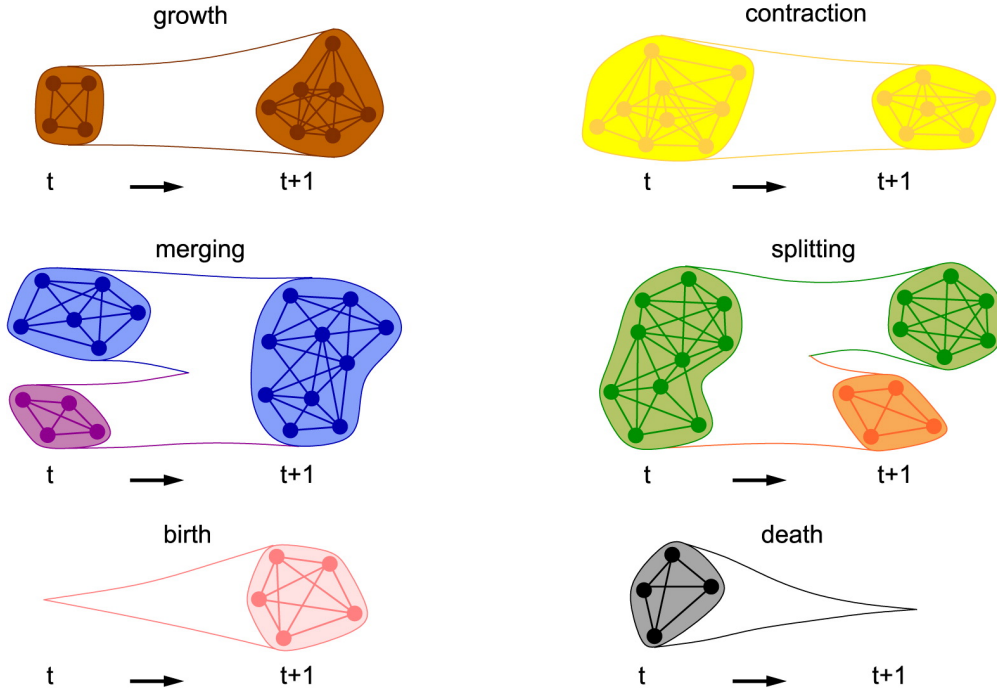 growth
t
t+1
contraction
t
t+1
merging
t
t+1
splitting
t
t+1
birth
t
t+1
death
t
t+1